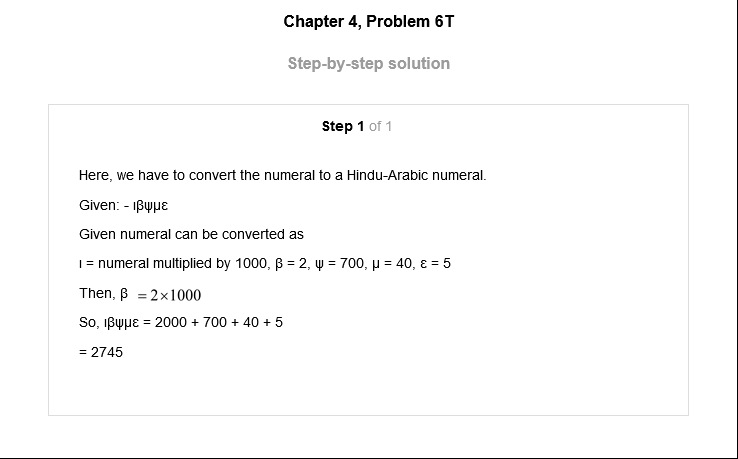 Chapter 4, Problem 6T
Step-by-step solution
Step 1 of 1
Here, we have to convert the numeral to a Hindu-Arabic numeral.
Given: - ιβψμε
Given numeral can be converted as
ι = numeral multiplied by 1000, β = 2, ψ = 700, μ = 40, ε = 5
Then, β = 2×1000
So, ιβψμε = 2000 + 700 + 40 + 5
= 2745